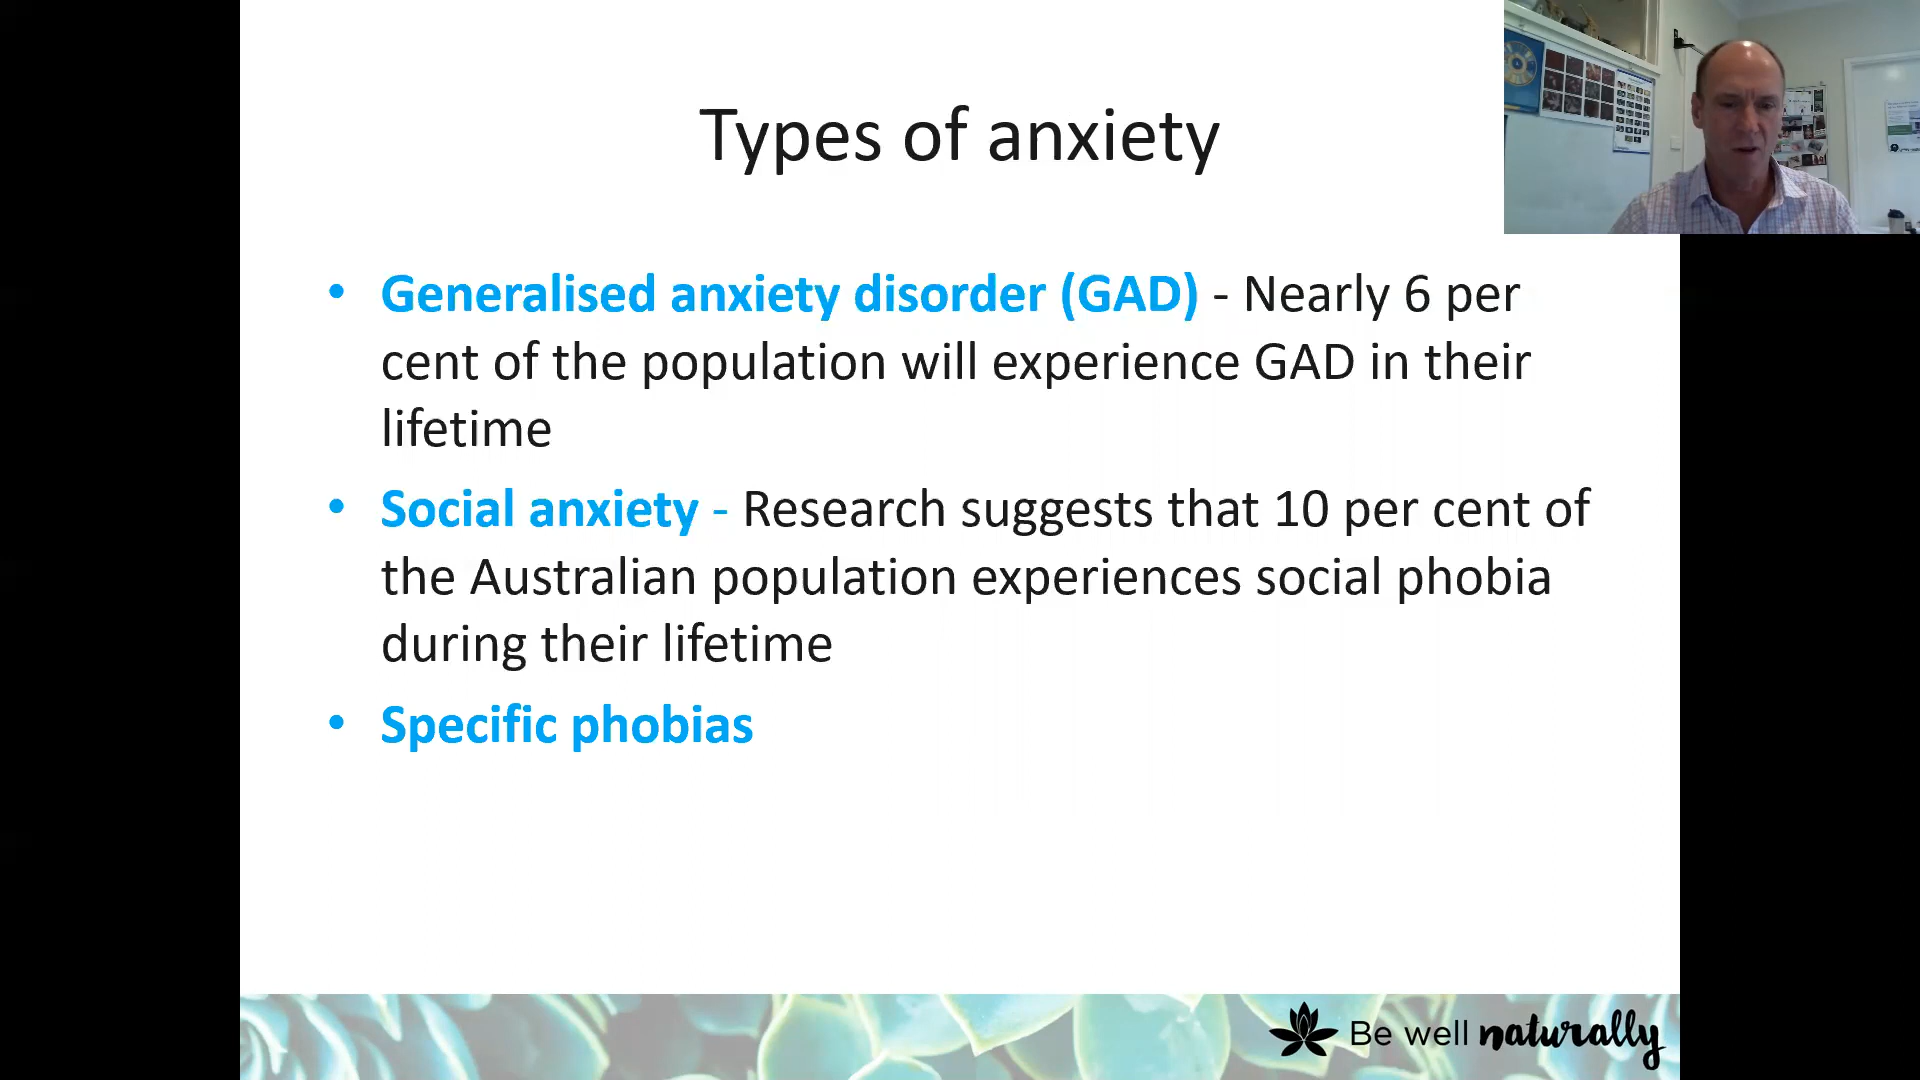 Types of anxiety
• Generalised anxiety disorder (GAD) - Nearly 6 per
cent of the population will experience GAD in their
lifetime
• Social anxiety - Research suggests that 10 per cent of
the Australian population experiences social phobia
during their lifetime
• Specific phobias
Be well naturally